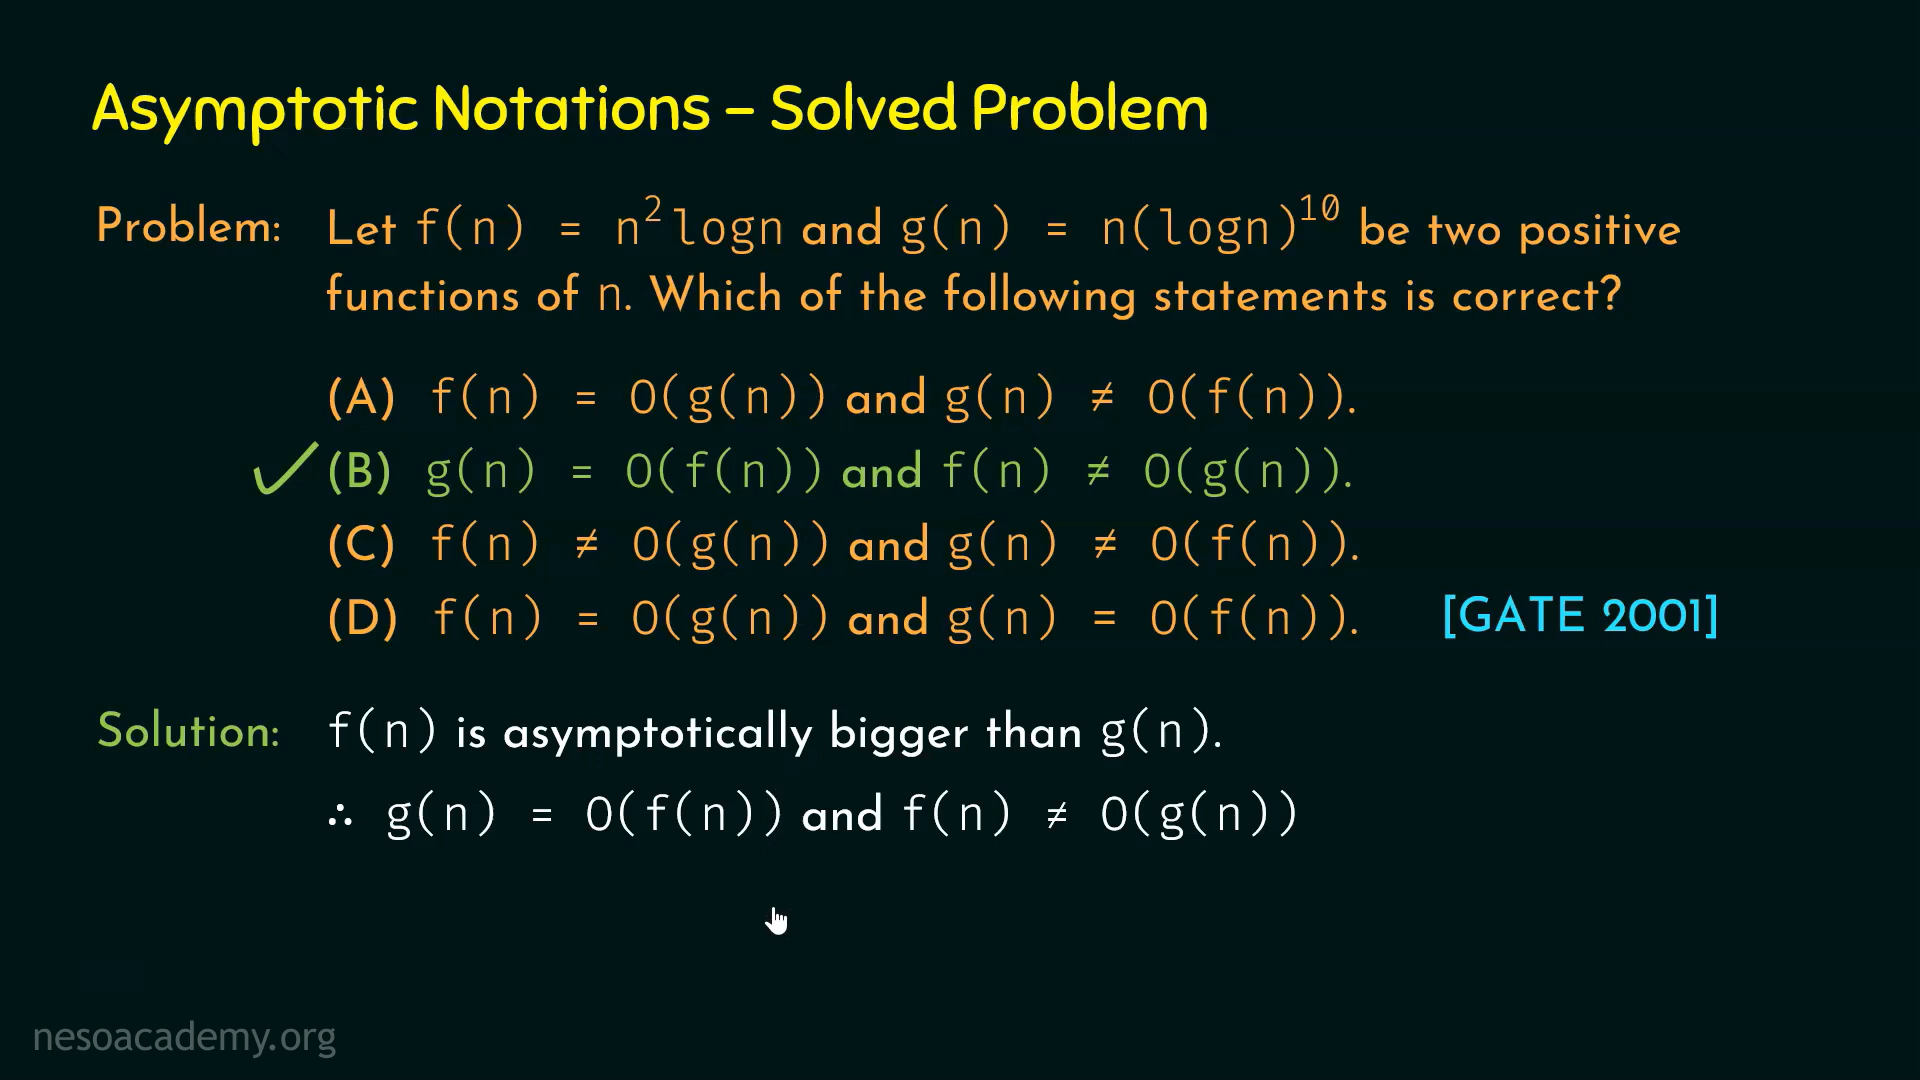 Asymptotic Notations – Solved Problem
Problem: Let f(n) = n²logn and g(n) = n(logn)¹⁰ be two positive
functions of n. Which of the following statements is correct?
(A) f(n) = O(g(n)) and g(n) ≠ O(f(n)).
✓(B) g(n) = O(f(n)) and f(n) ≠ O(g(n)).
(C) f(n) ≠ O(g(n)) and g(n) ≠ O(f(n)).
(D) f(n) = O(g(n)) and g(n) = O(f(n)). [GATE 2001]
Solution: f(n) is asymptotically bigger than g(n).
∴ g(n) = O(f(n)) and f(n) ≠ O(g(n))
nesoacademy.org